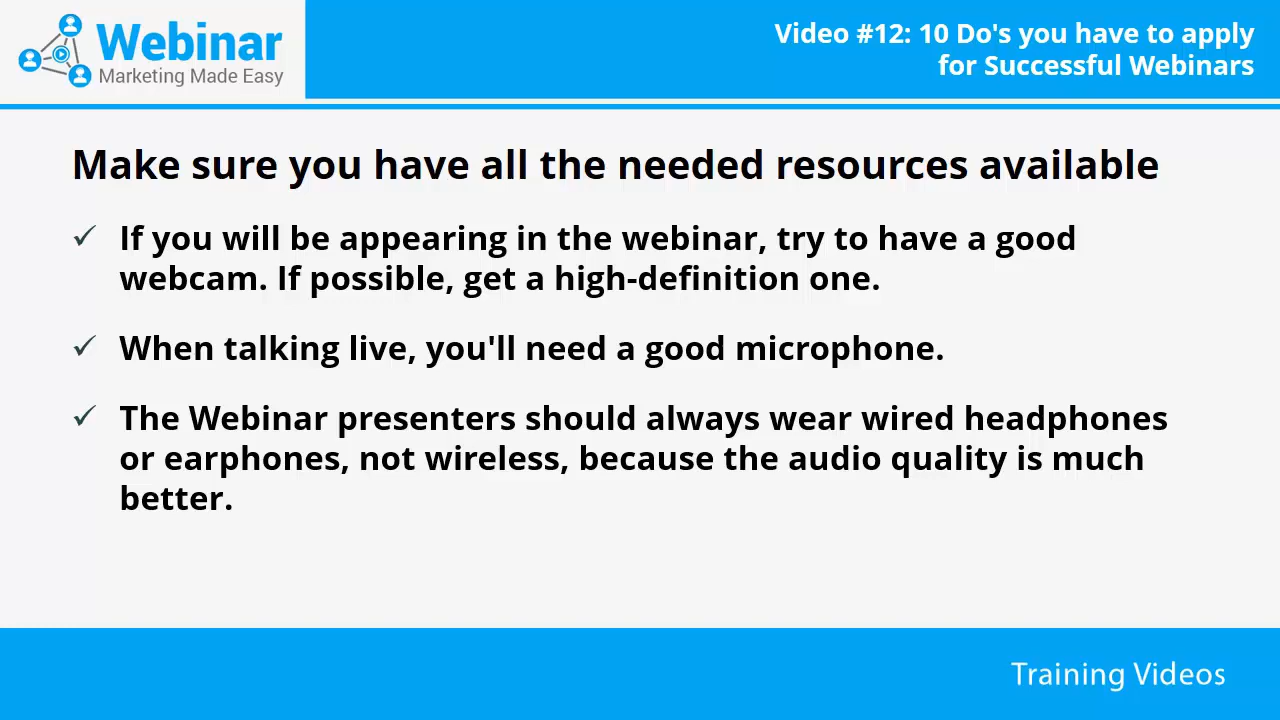 Webinar
Marketing Made Easy
Video #12: 10 Do's you have to apply
for Successful Webinars
Make sure you have all the needed resources available
✓ If you will be appearing in the webinar, try to have a good
webcam. If possible, get a high-definition one.
✓ When talking live, you'll need a good microphone.
✓ The Webinar presenters should always wear wired headphones
or earphones, not wireless, because the audio quality is much
better.
Training Videos